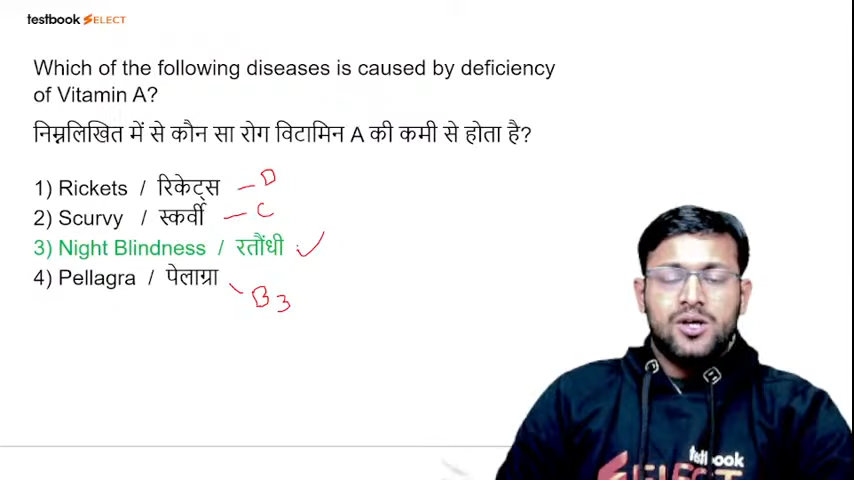 testbook SELECT
Which of the following diseases is caused by deficiency
of Vitamin A?
निम्नलिखित में से कौन सा रोग विटामिन A की कमी से होता है?
1) Rickets / रिकेट्स – D
2) Scurvy / स्कर्वी – C
3) Night Blindness / रतौंधी ✓
4) Pellagra / पेलाग्रा – B3
testbook
SELECT